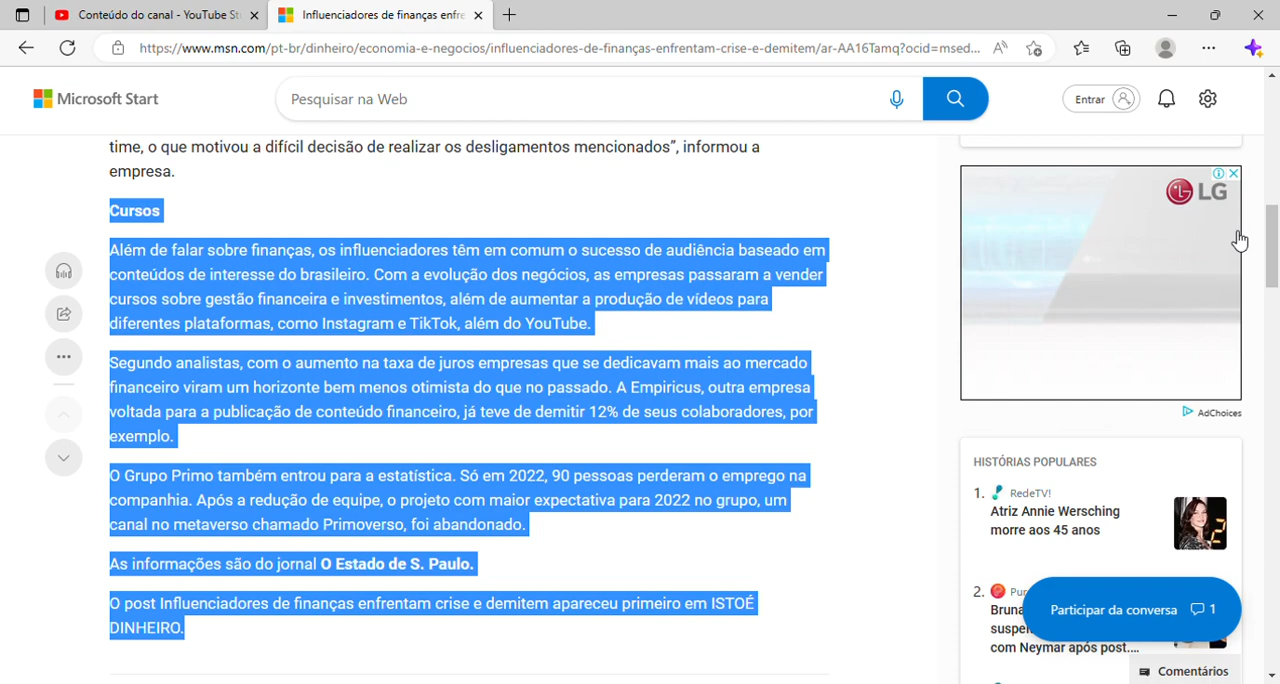 Conteúdo do canal - YouTube St
Influenciadores de finanças enfre
https://www.msn.com/pt-br/dinheiro/economia-e-negocios/influenciadores-de-finanças-enfrentam-crise-e-demitem/ar-AA16Tamq?ocid=msed...
Microsoft Start
Pesquisar na Web
Entrar
time, o que motivou a difícil decisão de realizar os desligamentos mencionados”, informou a
empresa.
Cursos
Além de falar sobre finanças, os influenciadores têm em comum o sucesso de audiência baseado em
conteúdos de interesse do brasileiro. Com a evolução dos negócios, as empresas passaram a vender
cursos sobre gestão financeira e investimentos, além de aumentar a produção de vídeos para
diferentes plataformas, como Instagram e TikTok, além do YouTube.
Segundo analistas, com o aumento na taxa de juros empresas que se dedicavam mais ao mercado
financeiro viram um horizonte bem menos otimista do que no passado. A Empiricus, outra empresa
voltada para a publicação de conteúdo financeiro, já teve de demitir 12% de seus colaboradores, por
exemplo.
O Grupo Primo também entrou para a estatística. Só em 2022, 90 pessoas perderam o emprego na
companhia. Após a redução de equipe, o projeto com maior expectativa para 2022 no grupo, um
canal no metaverso chamado Primoverso, foi abandonado.
As informações são do jornal O Estado de S. Paulo.
O post Influenciadores de finanças enfrentam crise e demitem apareceu primeiro em ISTOÉ
DINHEIRO.
LG
AdChoices
HISTÓRIAS POPULARES
1. RedeTV!
Atriz Annie Wersching
morre aos 45 anos
2. Pur
Bruna
suspei
com Neymar após post....
Participar da conversa 1
Comentários